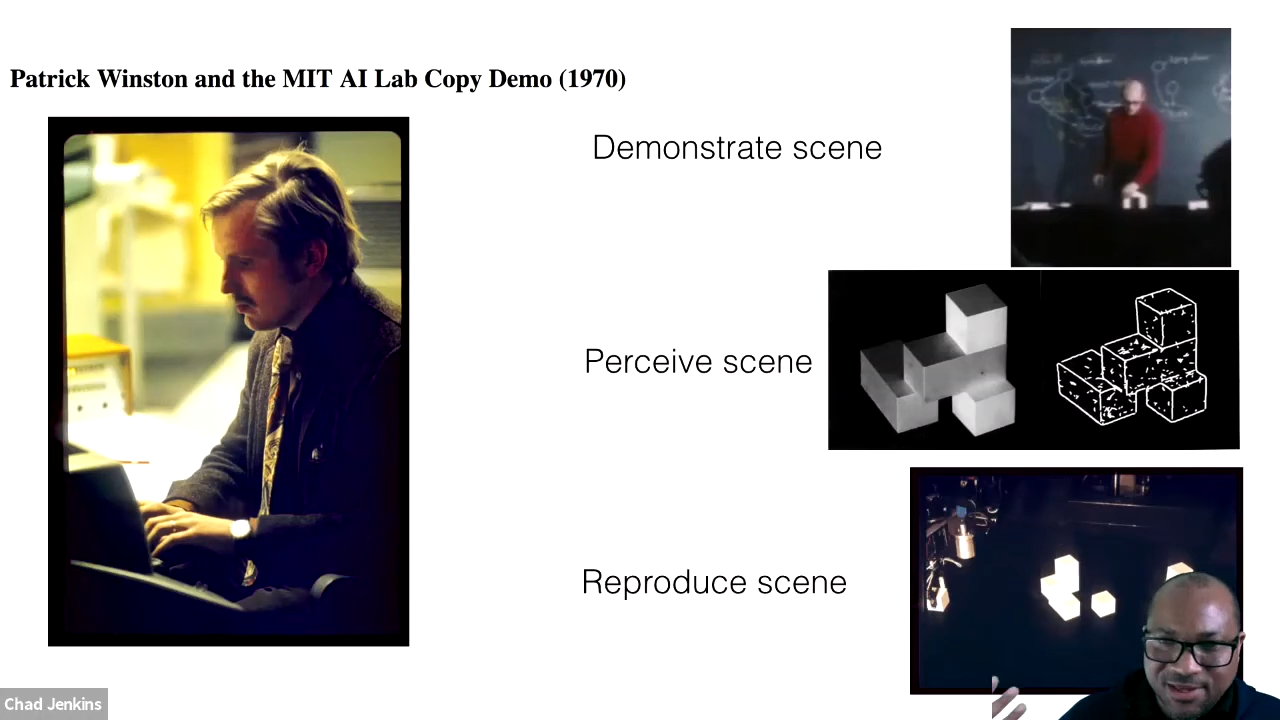 Patrick Winston and the MIT AI Lab Copy Demo (1970)
Demonstrate scene
Perceive scene
Reproduce scene
Chad Jenkins